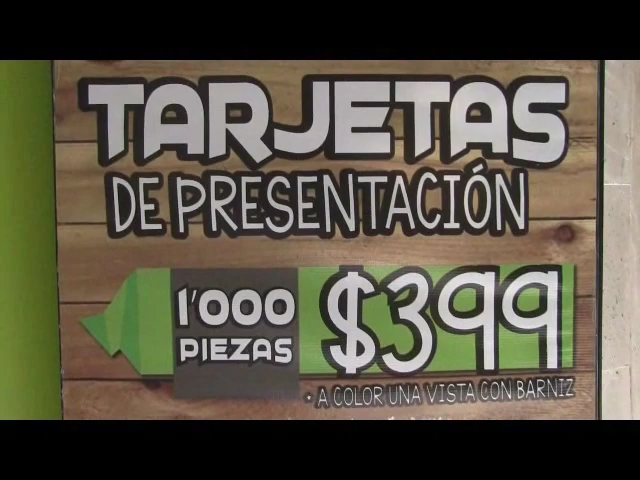 TARJETAS
DE PRESENTACIÓN
1'000
PIEZAS
$399
• A COLOR UNA VISTA CON BARNIZ